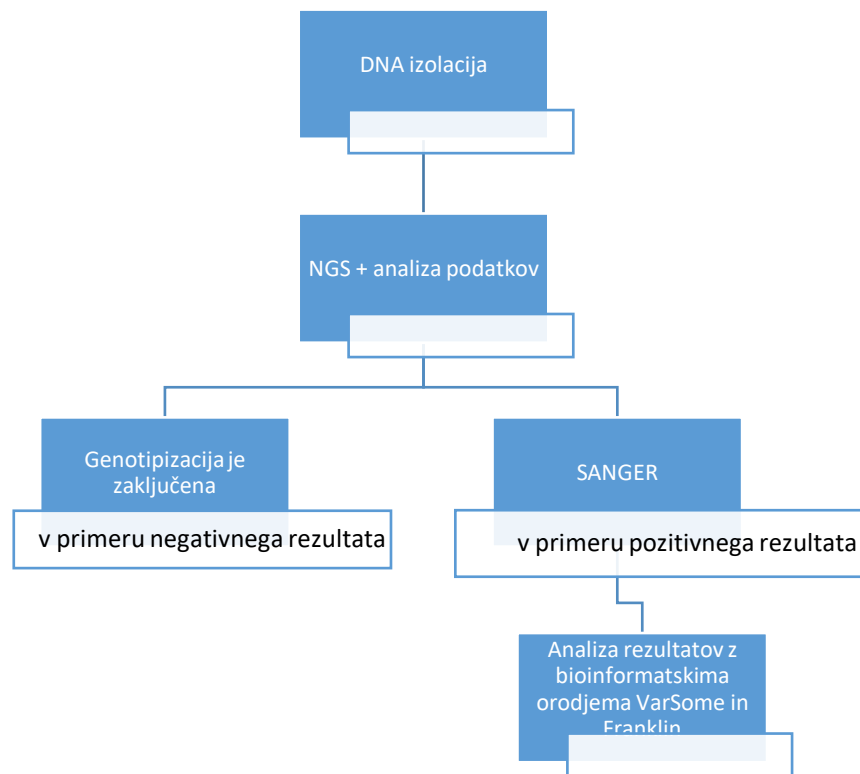 DNA izolacija
NGS + analiza podatkov
Genotipizacija je
zaključena
v primeru negativnega rezultata
SANGER
v primeru pozitivnega rezultata
Analiza rezultatov z
bioinformatskima
orodjema VarSome in
Franklin